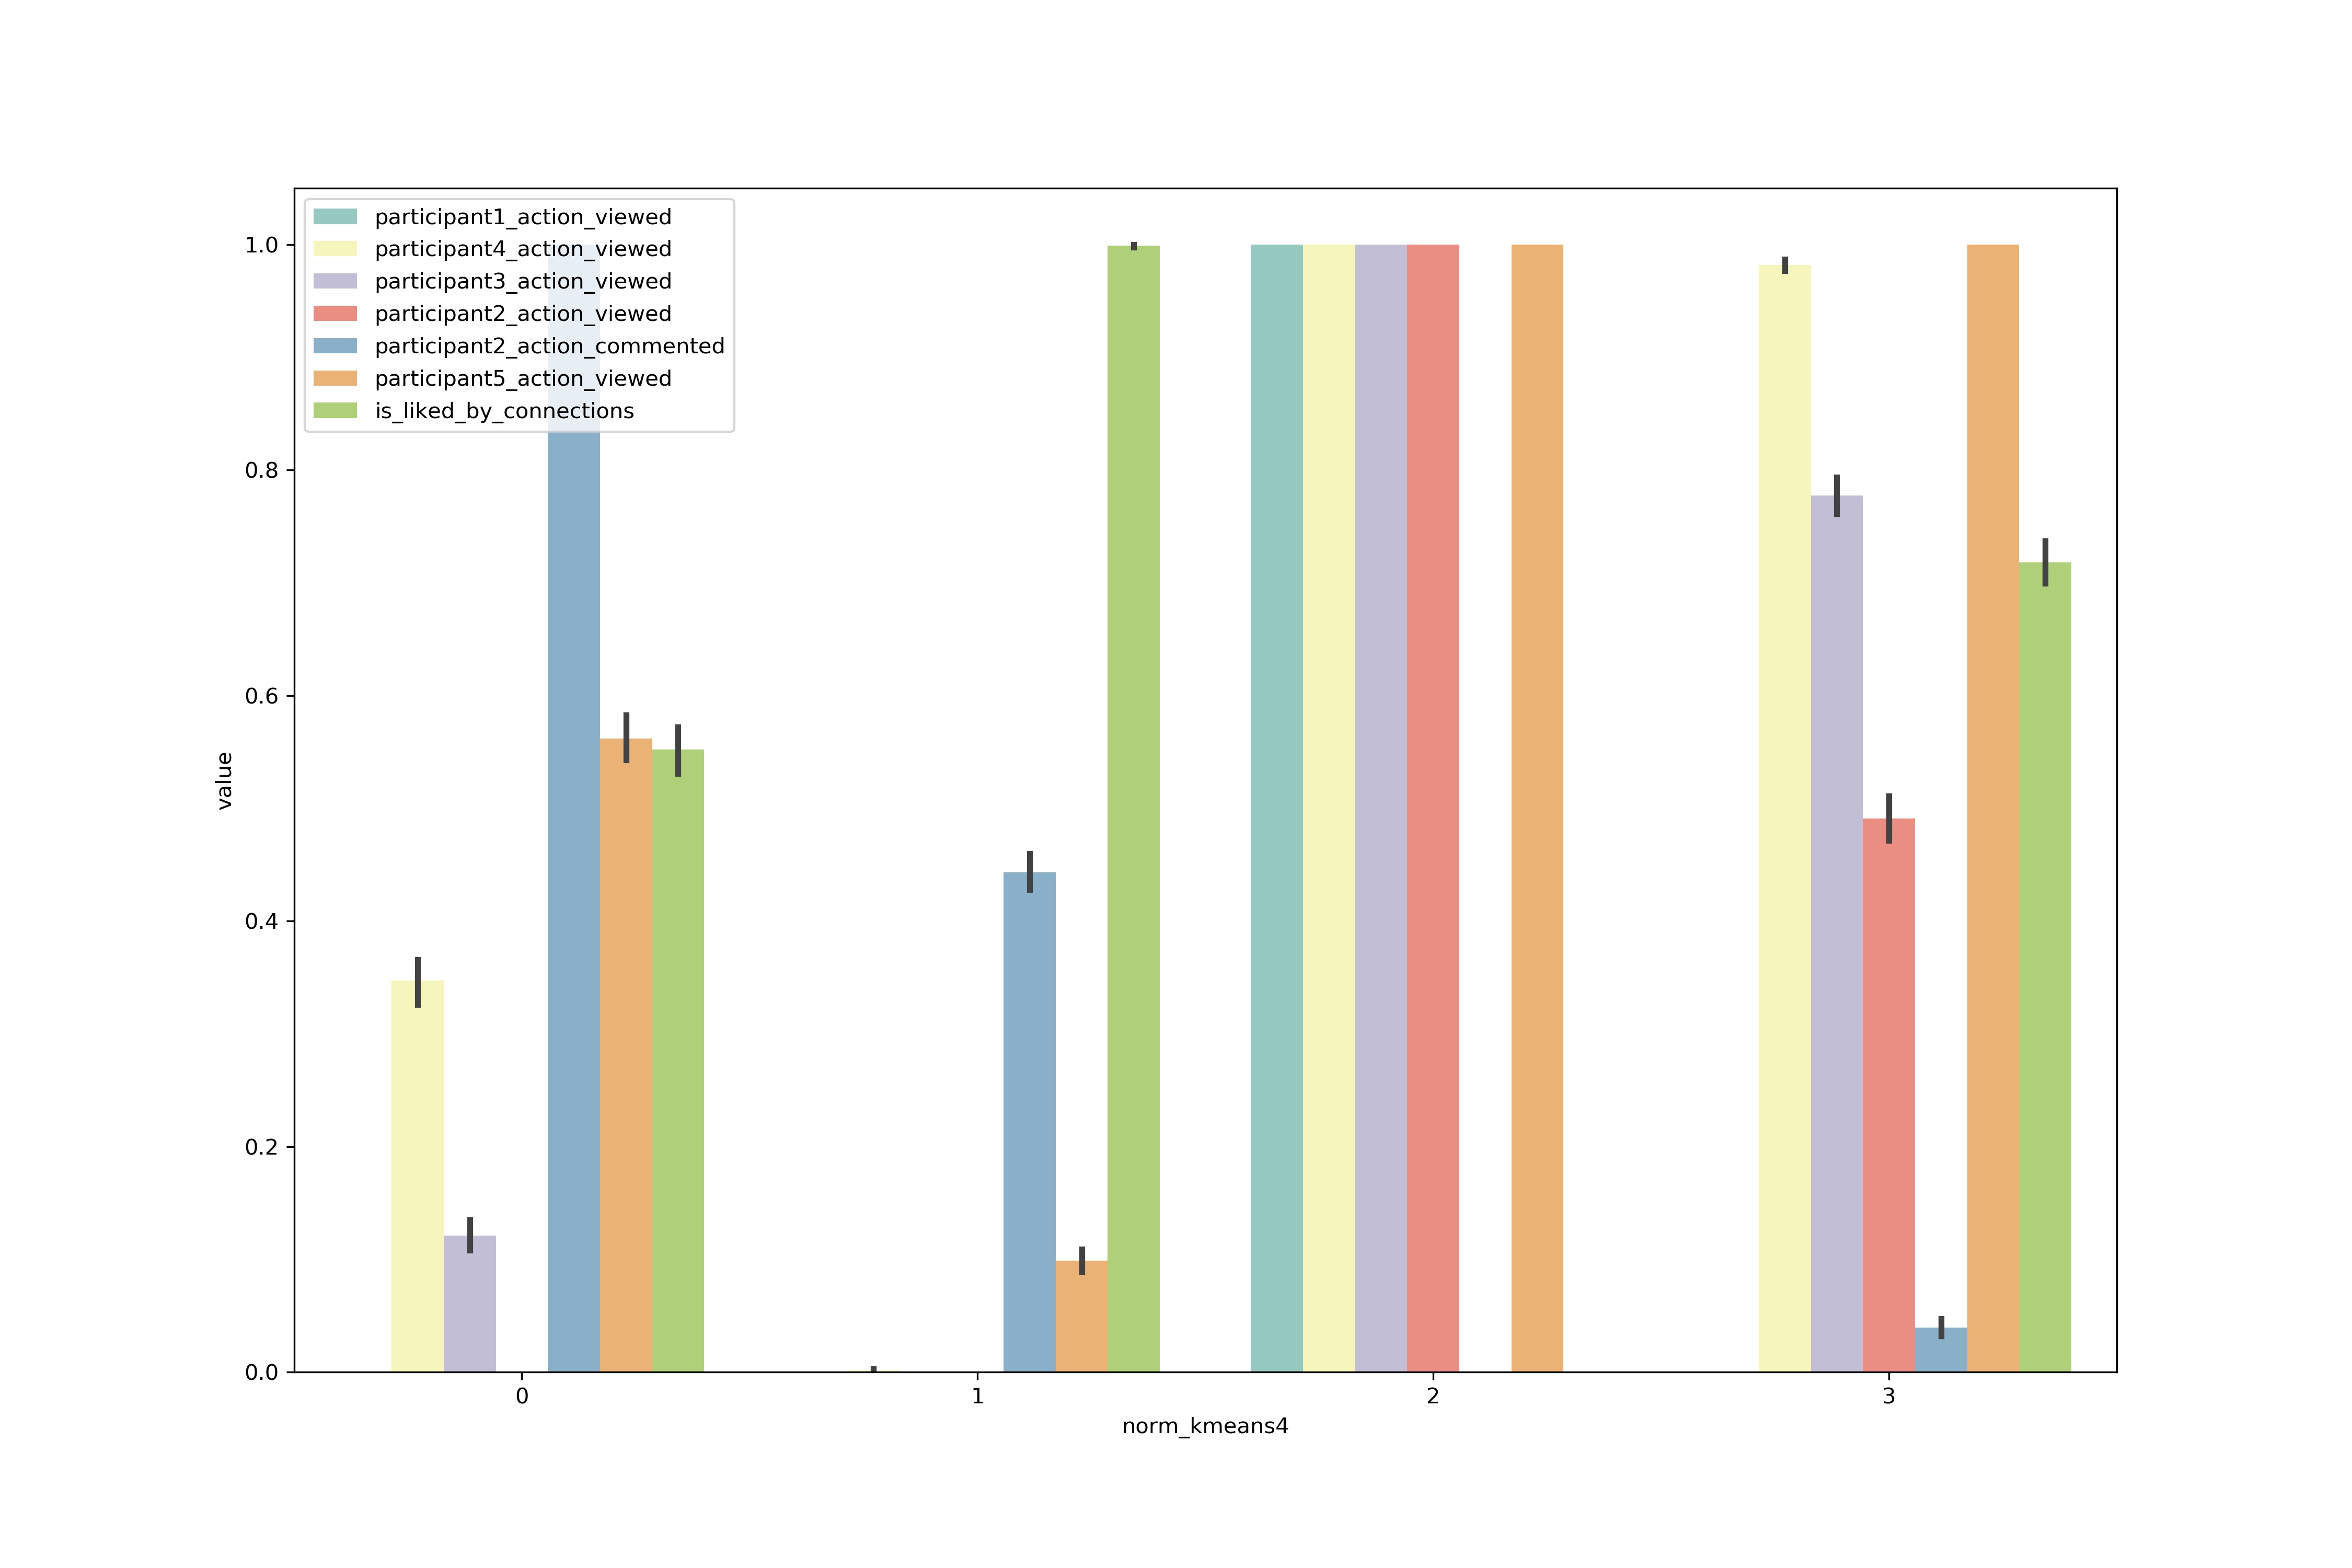 participant1_action_viewed
participant4_action_viewed
participant3_action_viewed
participant2_action_viewed
participant2_action_commented
participant5_action_viewed
is_liked_by_connections
1.0
0.8
0.6
0.4
0.2
0.0
value
0 1 2 3
norm_kmeans4